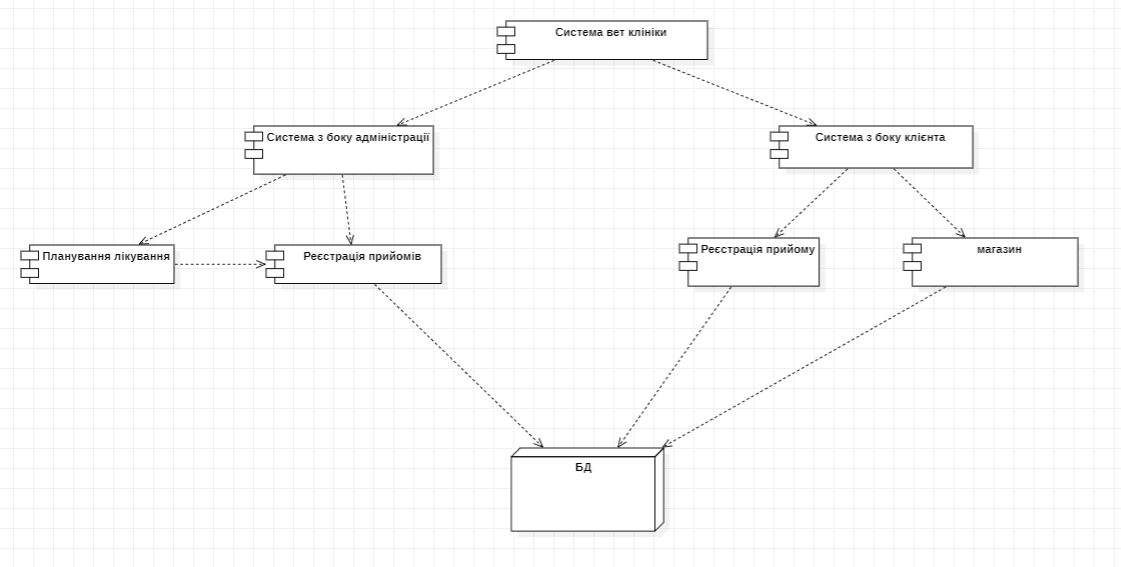 Система вет клініки
Система з боку адміністрації
Система з боку клієнта
Планування лікування
Реєстрація прийомів
Реєстрація прийому
магазин
БД